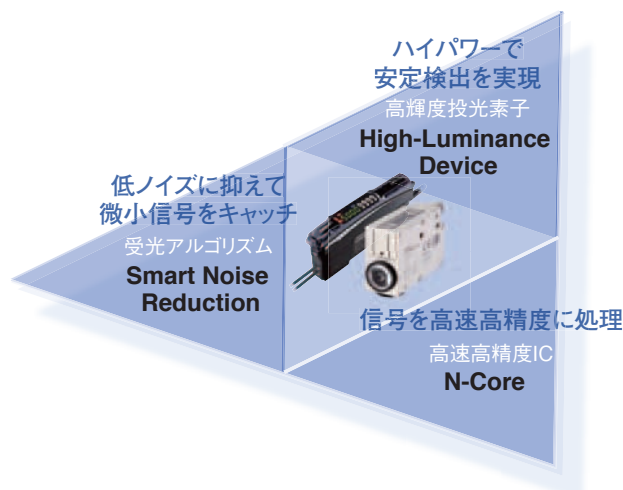 ハイパワーで
安定検出を実現
高輝度投光素子
High-Luminance
Device
低ノイズに抑えて
微小信号をキャッチ
受光アルゴリズム
Smart Noise
Reduction
信号を高速高精度に処理
高速高精度IC
N-Core